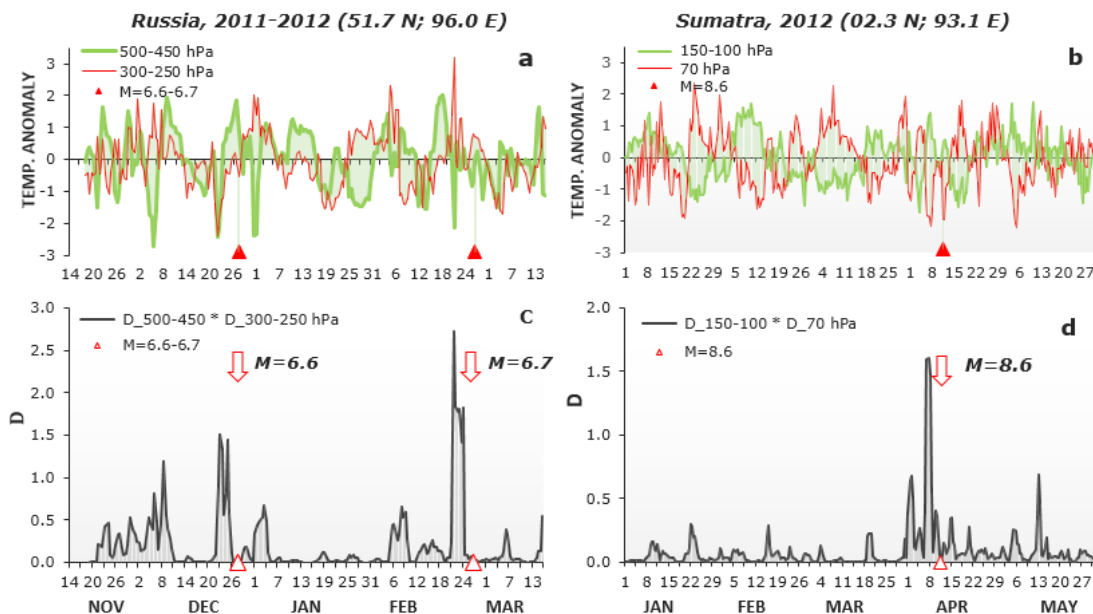 Russia, 2011-2012 (51.7 N; 96.0 E)
500-450 hPa
300-250 hPa
M=6.6-6.7
a
TEMP. ANOMALY
3
2
1
0
-1
-2
-3
14 20 26 2 8 14 20 26 1 7 13 19 25 31 6 12 18 24 1 7 13
Sumatra, 2012 (02.3 N; 93.1 E)
150-100 hPa
70 hPa
M=8.6
b
TEMP. ANOMALY
3
2
1
0
-1
-2
-3
1 8 15 22 29 5 12 19 26 4 11 18 25 1 8 15 22 29 6 13 20 27
D_500-450 * D_300-250 hPa
M=6.6-6.7
c
M=6.6
M=6.7
D
3.0
2.5
2.0
1.5
1.0
0.5
0.0
14 20 26 2 8 14 20 26 1 7 13 19 25 31 6 12 18 24 1 7 13
NOV DEC JAN FEB MAR
D_150-100 * D_70 hPa
M=8.6
d
M=8.6
D
2.0
1.5
1.0
0.5
0.0
1 8 15 22 29 5 12 19 26 4 11 18 25 1 8 15 22 29 6 13 20 27
JAN FEB MAR APR MAY